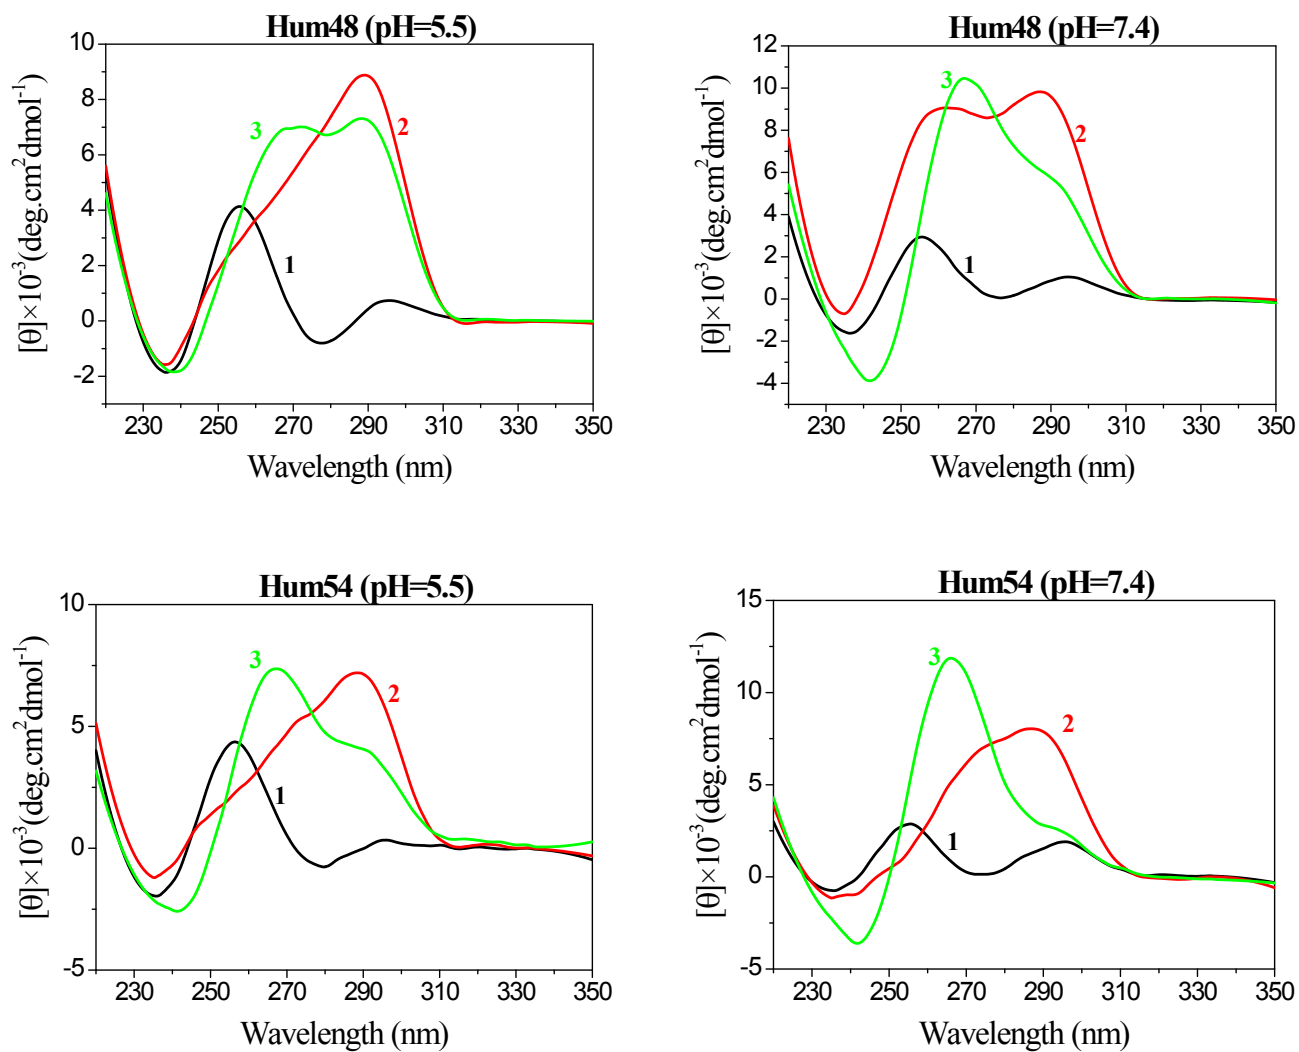 Hum48 (pH=5.5)
[θ]×10⁻³(deg.cm²dmol⁻¹)
10
8
6
4
2
0
-2
3
2
1
230 250 270 290 310 330 350
Wavelength (nm)
Hum48 (pH=7.4)
[θ]×10⁻³(deg.cm²dmol⁻¹)
12
10
8
6
4
2
0
-2
-4
3
2
1
230 250 270 290 310 330 350
Wavelength (nm)
Hum54 (pH=5.5)
[θ]×10⁻³(deg.cm²dmol⁻¹)
10
5
0
-5
3
2
1
230 250 270 290 310 330 350
Wavelength (nm)
Hum54 (pH=7.4)
[θ]×10⁻³(deg.cm²dmol⁻¹)
15
10
5
0
-5
3
2
1
230 250 270 290 310 330 350
Wavelength (nm)